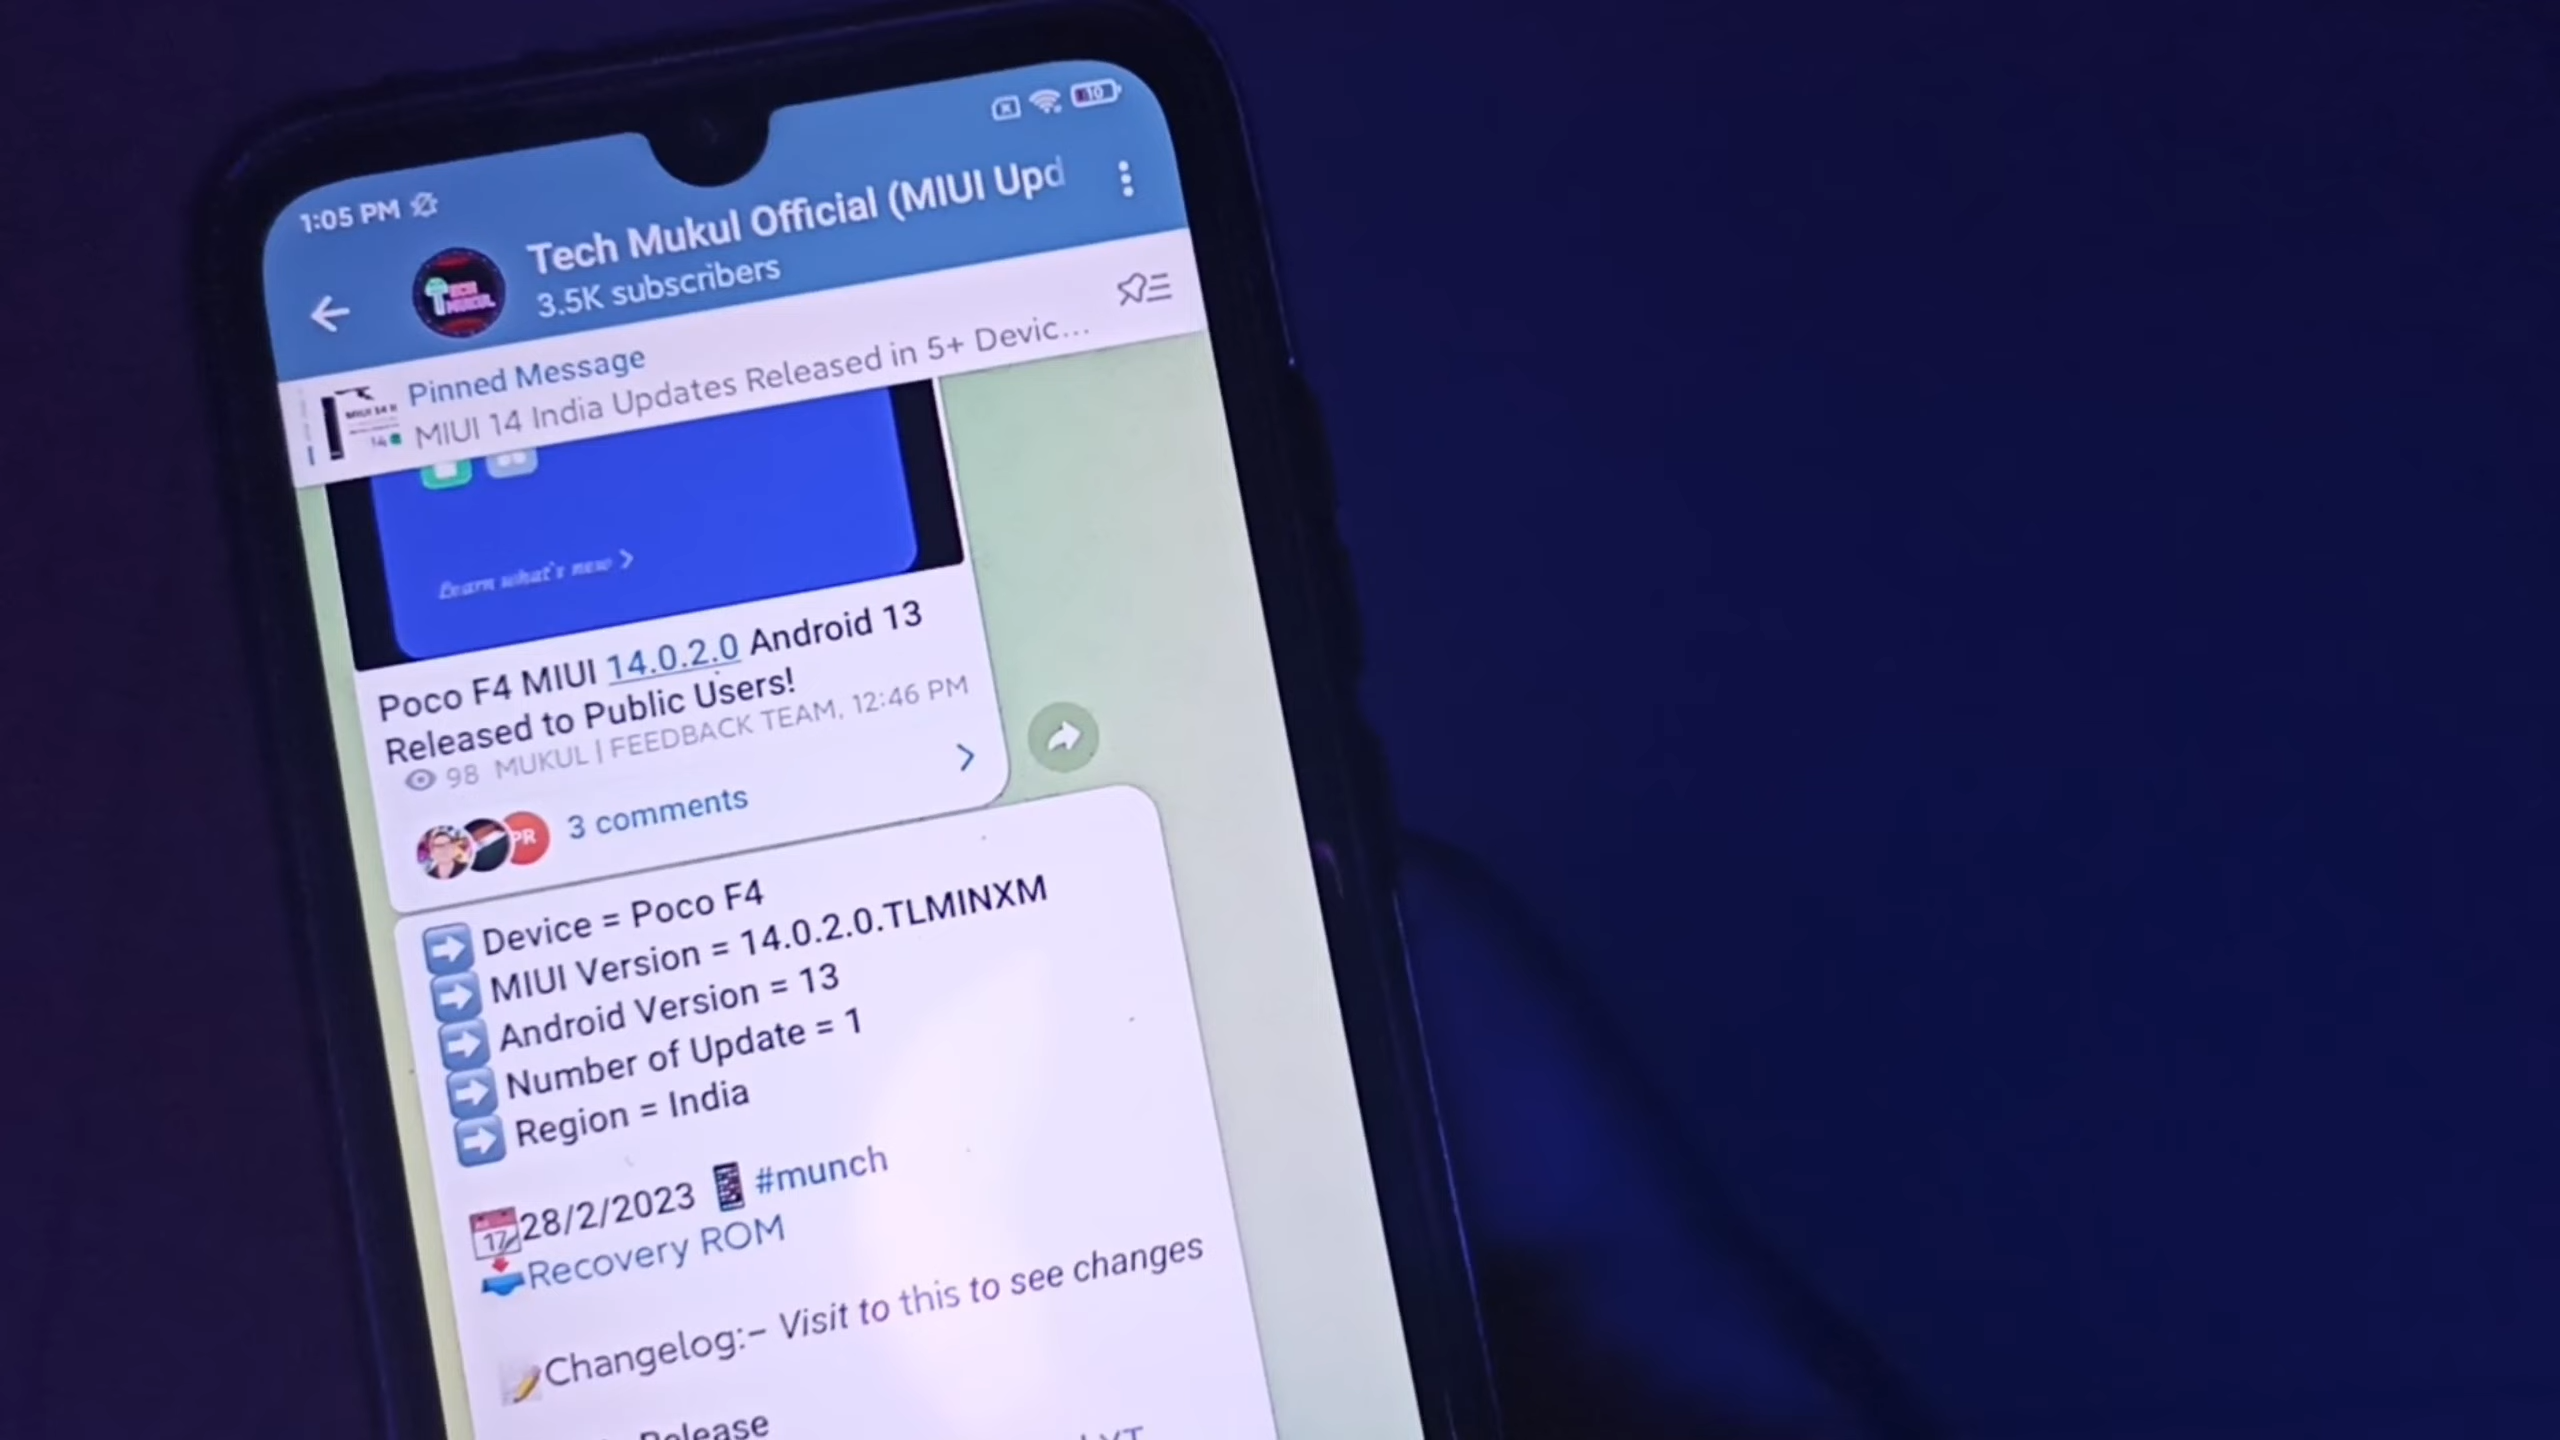 1:05 PM
10
Tech Mukul Official (MIUI Upd
3.5K subscribers
Pinned Message
MIUI 14 India Updates Released in 5+ Devic...
Learn what's new >
Poco F4 MIUI 14.0.2.0 Android 13
Released to Public Users!
98 MUKUL | FEEDBACK TEAM, 12:46 PM
PR
3 comments
➡️ Device = Poco F4
➡️ MIUI Version = 14.0.2.0.TLMINXM
➡️ Android Version = 13
➡️ Number of Update = 1
➡️ Region = India
📆28/2/2023 📱 #munch
📥Recovery ROM
📝Changelog:– Visit to this to see changes